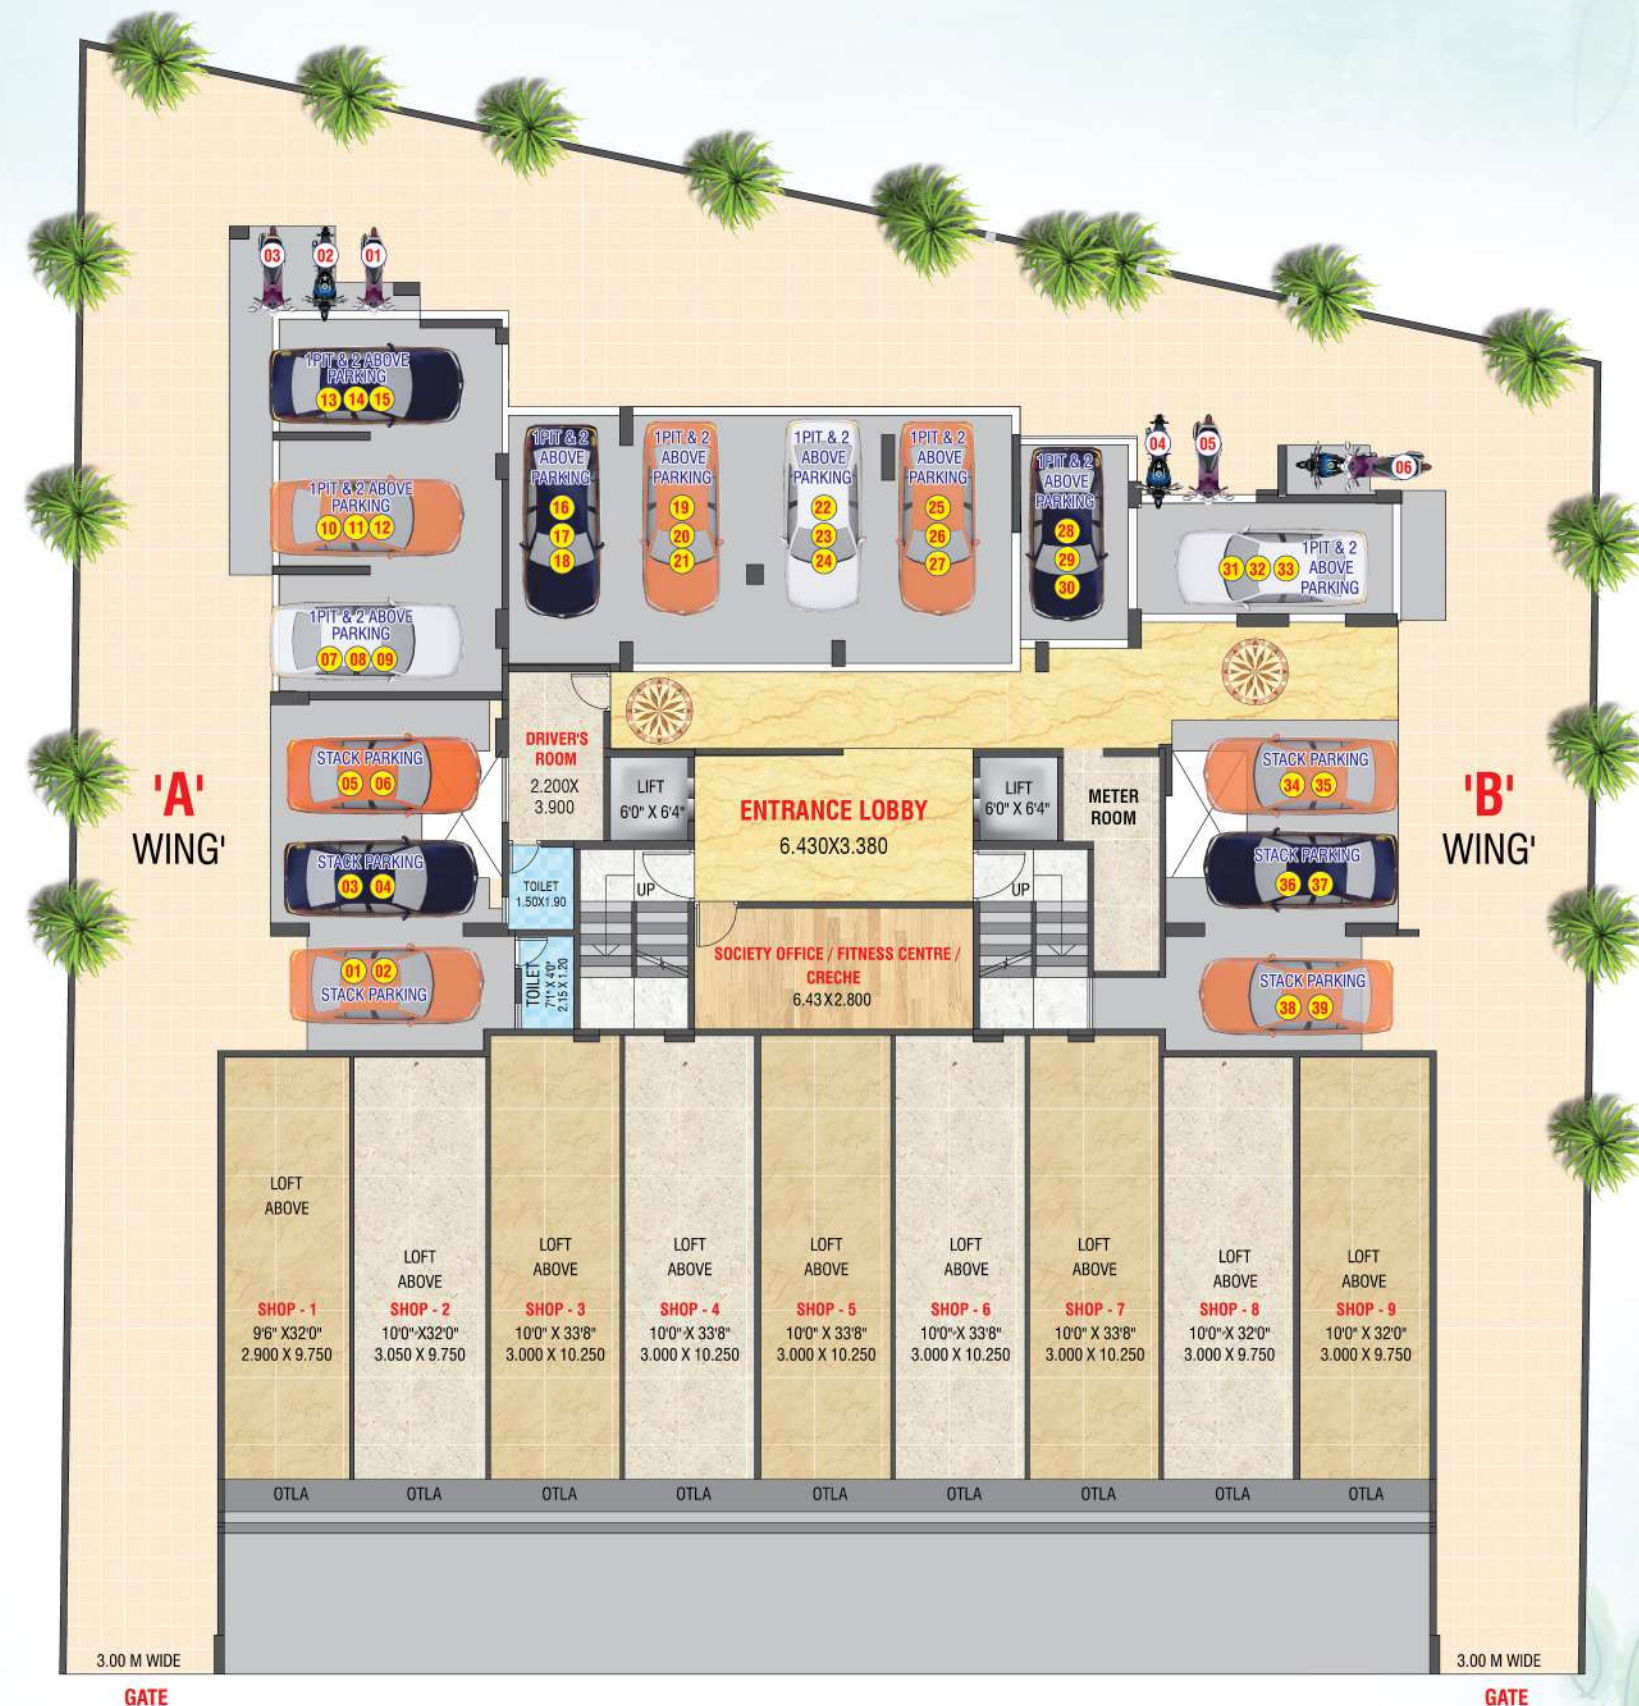 03 02 01
1PIT & 2 ABOVE
PARKING
13 14 15
1PIT & 2 ABOVE
PARKING
10 11 12
1PIT & 2 ABOVE
PARKING
07 08 09
1PIT & 2
ABOVE
PARKING
16
17
18
1PIT & 2
ABOVE
PARKING
19
20
21
1PIT & 2
ABOVE
PARKING
22
23
24
1PIT & 2
ABOVE
PARKING
25
26
27
1PIT & 2
ABOVE
PARKING
28
29
30
04 05
06
1PIT & 2
ABOVE
PARKING
31 32 33
'A'
WING'
STACK PARKING
05 06
STACK PARKING
03 04
01 02
STACK PARKING
DRIVER'S
ROOM
2.200X
3.900
LIFT
6'0" X 6'4"
ENTRANCE LOBBY
6.430X3.380
LIFT
6'0" X 6'4"
METER
ROOM
STACK PARKING
34 35
STACK PARKING
36 37
STACK PARKING
38 39
'B'
WING'
TOILET
1.50X1.90
UP
UP
TOILET
7'1" X 4'0"
2.15 X 1.20
SOCIETY OFFICE / FITNESS CENTRE /
CRECHE
6.43X2.800
LOFT
ABOVE
SHOP - 1
9'6" X32'0"
2.900 X 9.750
LOFT
ABOVE
SHOP - 2
10'0"X32'0"
3.050 X 9.750
LOFT
ABOVE
SHOP - 3
10'0" X 33'8"
3.000 X 10.250
LOFT
ABOVE
SHOP - 4
10'0" X 33'8"
3.000 X 10.250
LOFT
ABOVE
SHOP - 5
10'0" X 33'8"
3.000 X 10.250
LOFT
ABOVE
SHOP - 6
10'0" X 33'8"
3.000 X 10.250
LOFT
ABOVE
SHOP - 7
10'0" X 33'8"
3.000 X 10.250
LOFT
ABOVE
SHOP - 8
10'0" X 32'0"
3.000 X 9.750
LOFT
ABOVE
SHOP - 9
10'0" X 32'0"
3.000 X 9.750
OTLA OTLA OTLA OTLA OTLA OTLA OTLA OTLA OTLA
3.00 M WIDE
GATE
3.00 M WIDE
GATE